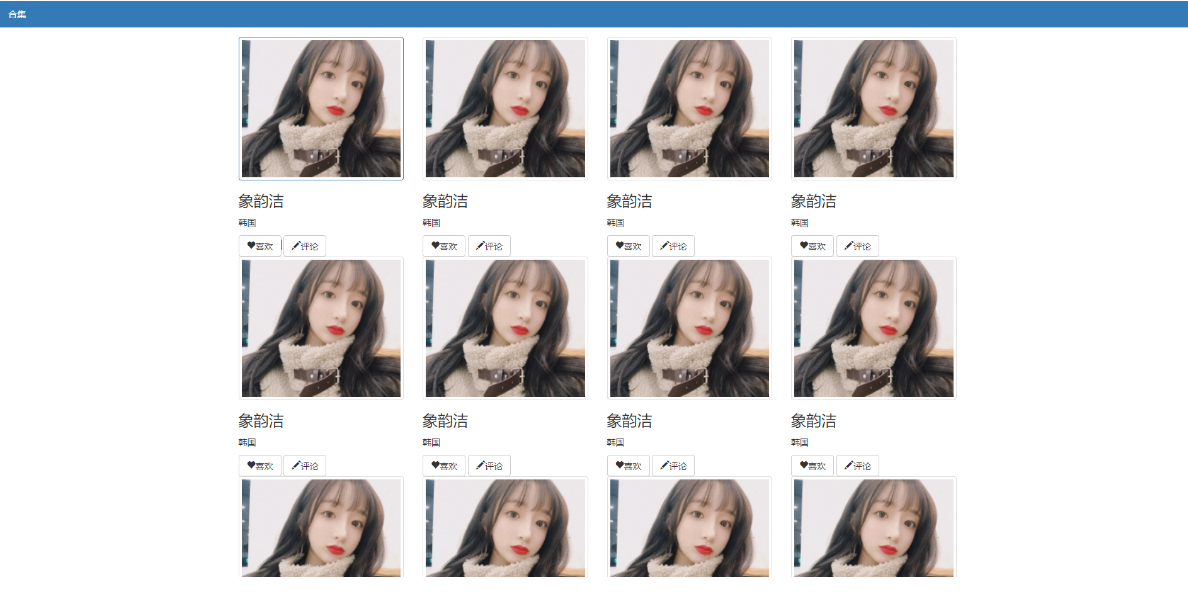 合集
象韵洁 象韵洁 象韵洁 象韵洁
韩国 韩国 韩国 韩国
喜欢 评论 喜欢 评论 喜欢 评论 喜欢 评论
象韵洁 象韵洁 象韵洁 象韵洁
韩国 韩国 韩国 韩国
喜欢 评论 喜欢 评论 喜欢 评论 喜欢 评论